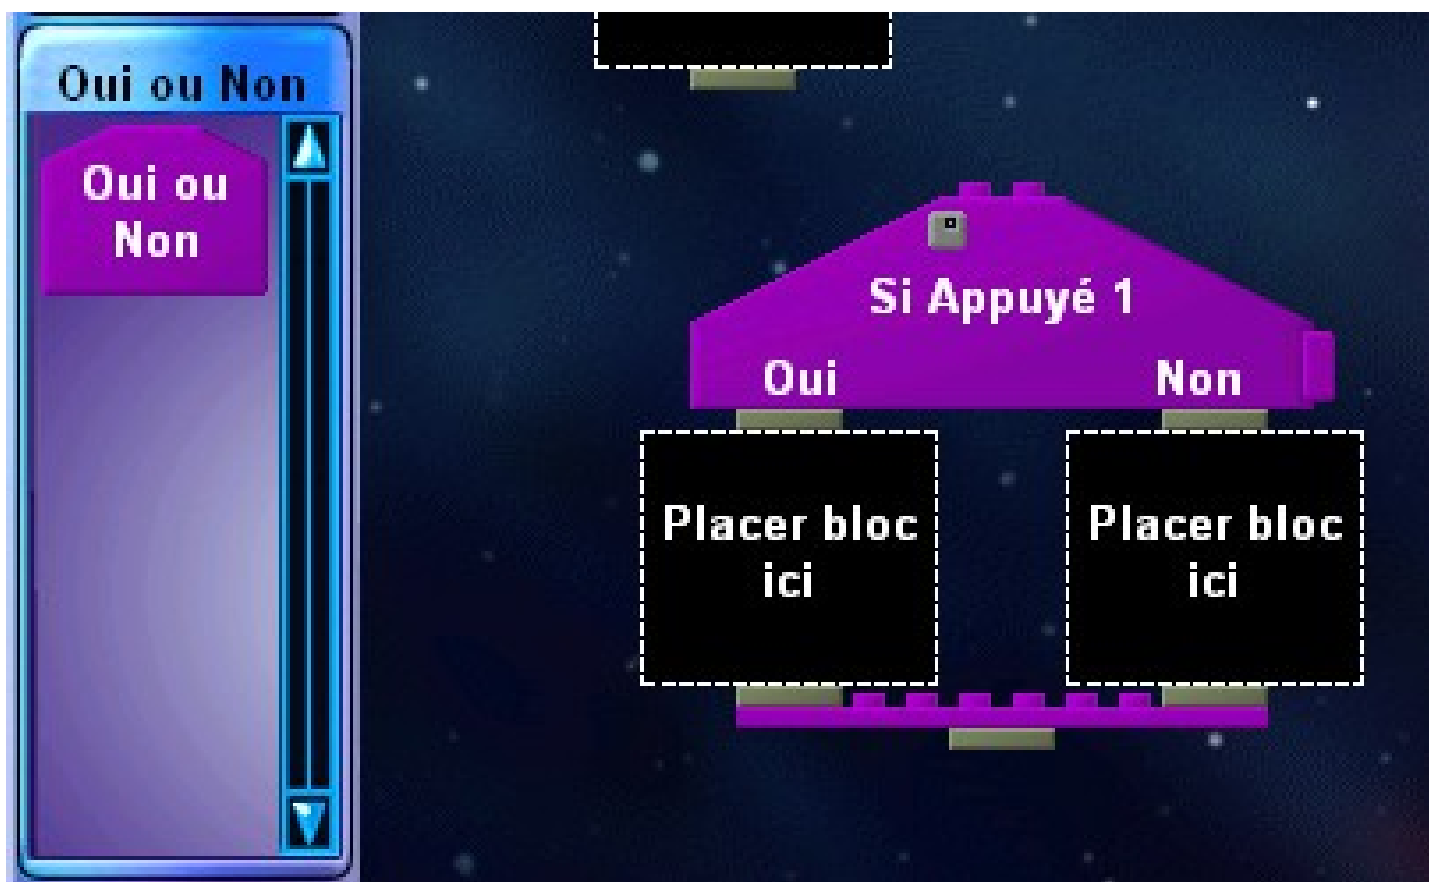 Oui ou Non
Oui ou
Non
Si Appuyé 1
Oui Non
Placer bloc
ici
Placer bloc
ici